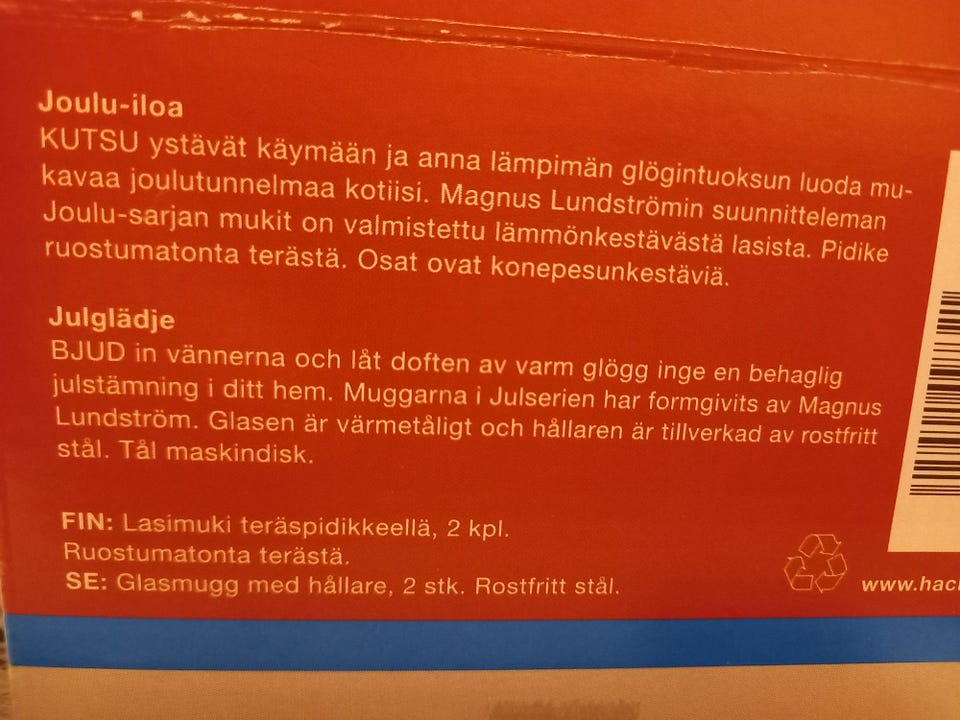 Joulu-iloa
KUTSU ystävät käymään ja anna lämpimän glögintuoksun luoda mu-
kavaa joulutunnelmaa kotiisi. Magnus Lundströmin suunnitteleman
Joulu-sarjan mukit on valmistettu lämmönkestävästä lasista. Pidike
ruostumatonta terästä. Osat ovat konepesunkestäviä.
Julglädje
BJUD in vännerna och låt doften av varm glögg inge en behaglig
julstämning i ditt hem. Muggarna i Julserien har formgivits av Magnus
Lundström. Glasen är värmetåligt och hållaren är tillverkad av rostfritt
stål. Tål maskindisk.
FIN: Lasimuki teräspidikkeellä, 2 kpl.
Ruostumatonta terästä.
SE: Glasmugg med hållare, 2 stk. Rostfritt stål.